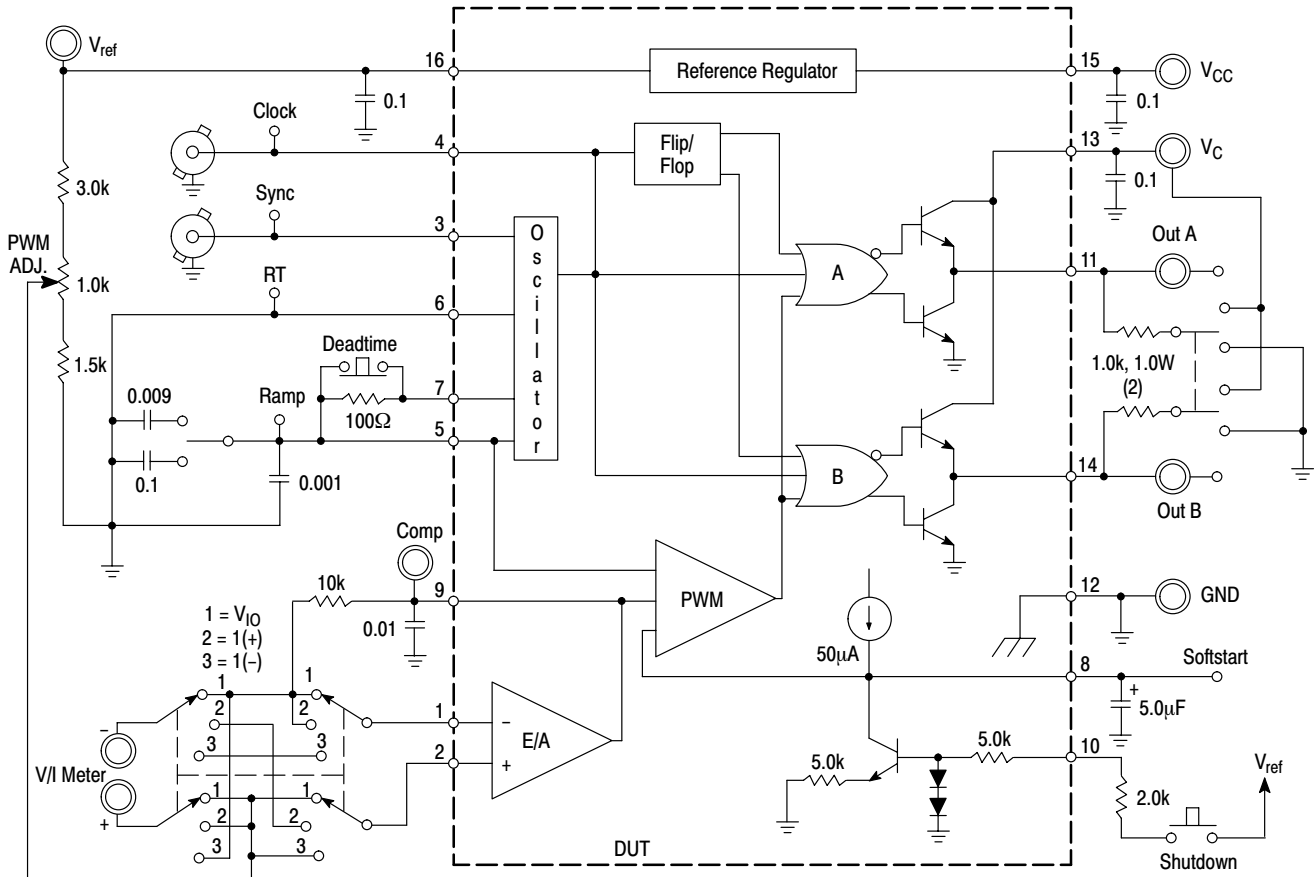 Vref
16
Reference Regulator
15
VCC
0.1
0.1
Clock
4
Flip/
Flop
13
VC
0.1
3.0k
Sync
3
Oscillator
PWM
ADJ.
1.0k
RT
6
A
11
Out A
1.5k
Deadtime
7
100Ω
1.0k, 1.0W
(2)
0.009
Ramp
5
0.1
0.001
B
14
Out B
Comp
10k
9
PWM
12
GND
0.01
1 = VIO
2 = 1(+)
3 = 1(−)
50µA
8
Softstart
+
5.0µF
1
1
1
−
2
2
E/A
3
3
2
+
5.0k
5.0k
10
Vref
−
V/I Meter
+
1
1
2
2
3
3
2.0k
DUT
Shutdown